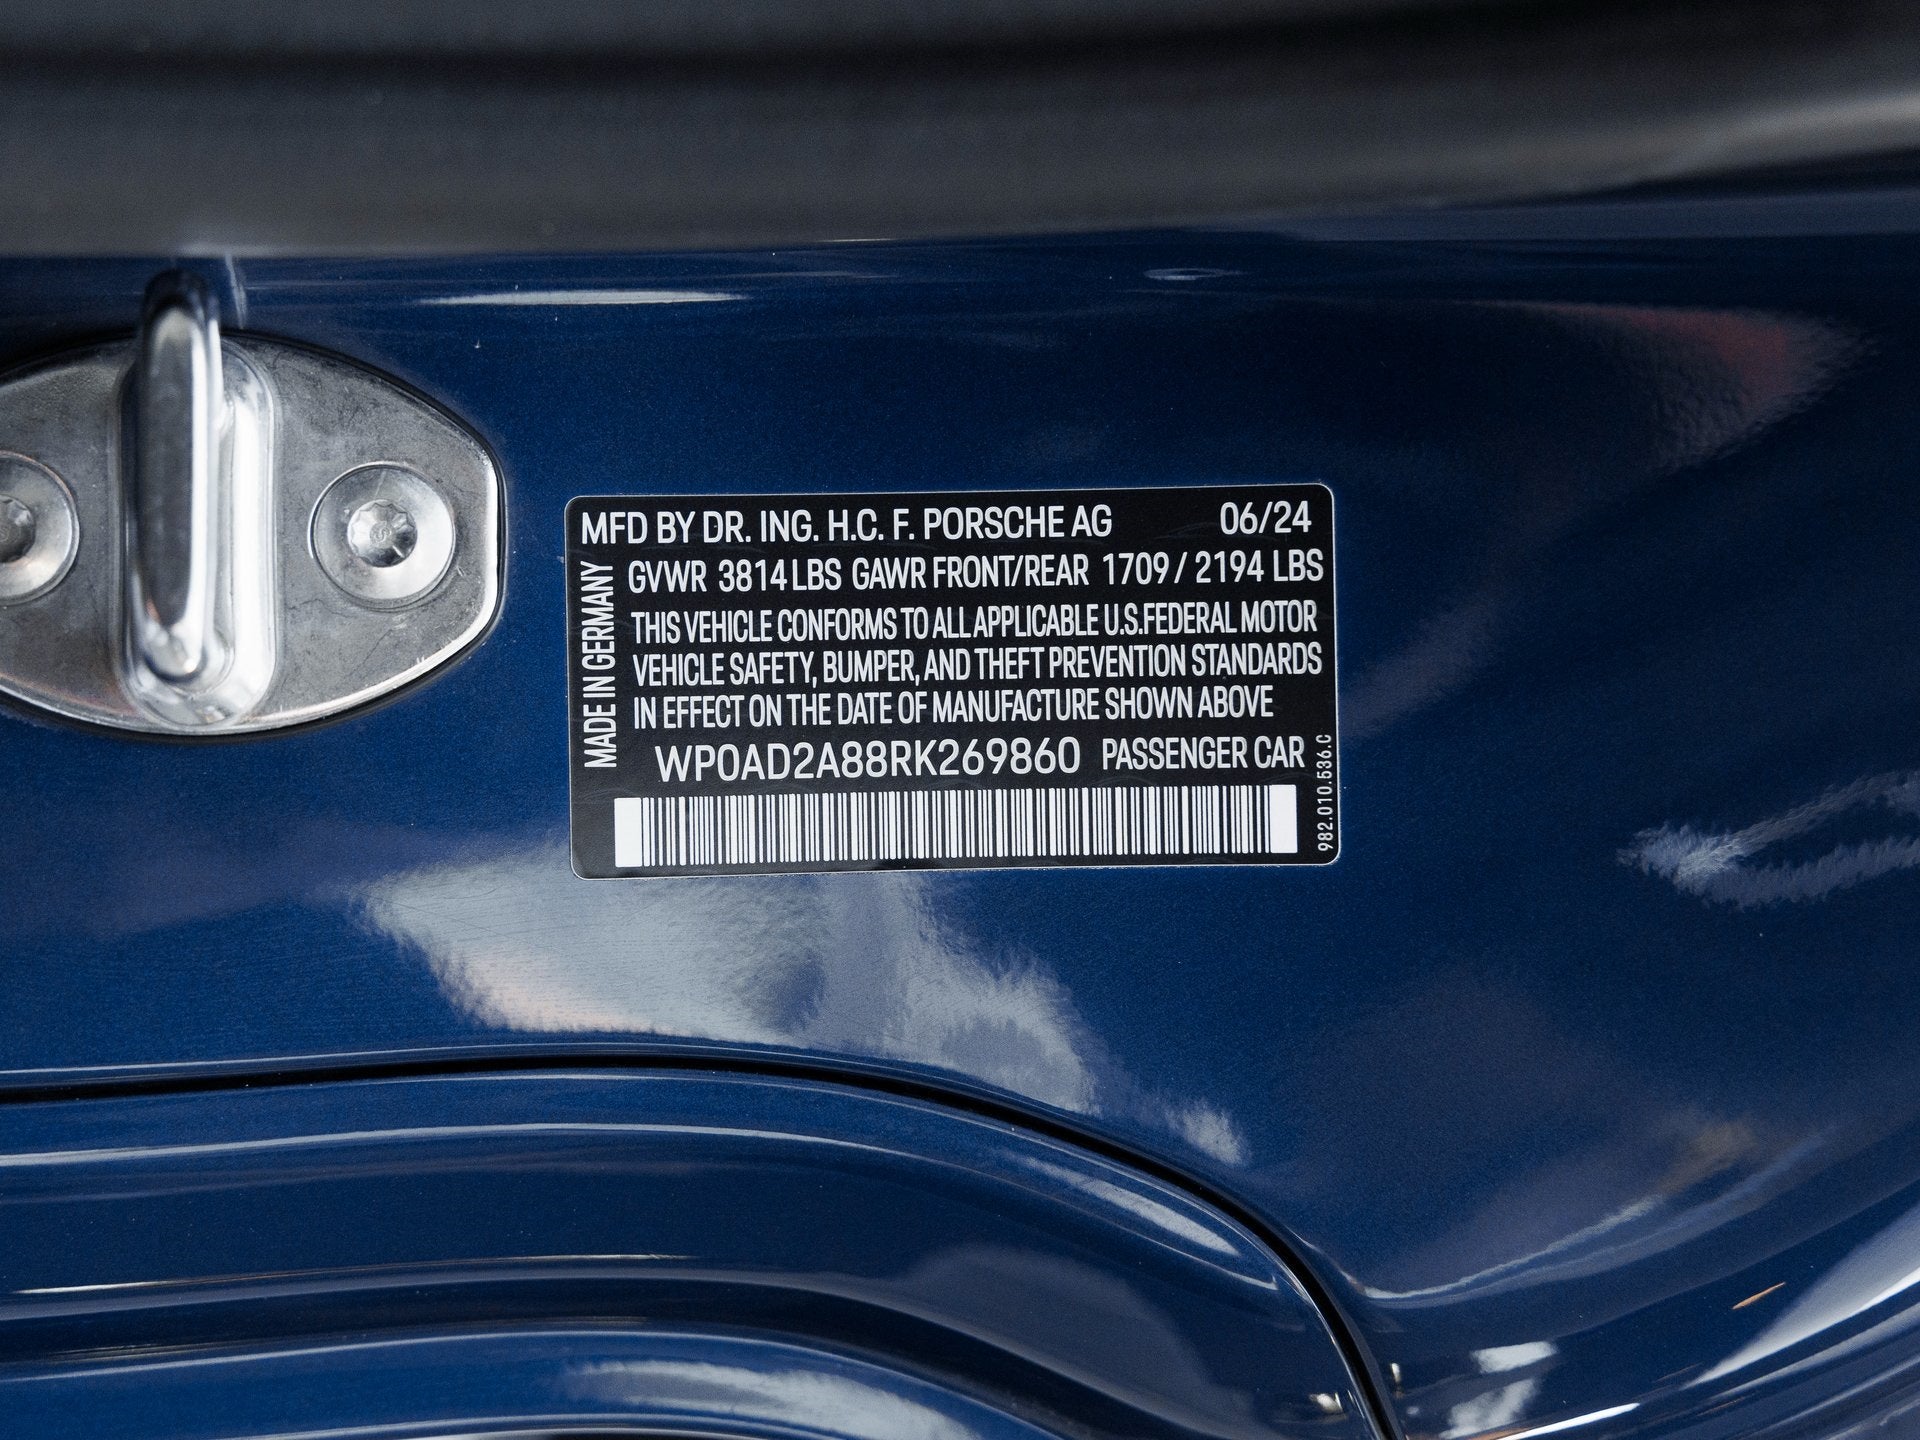 MFD BY DR. ING. H.C. F. PORSCHE AG 06/24
GVWR 3814 LBS GAWR FRONT/REAR 1709 / 2194 LBS
THIS VEHICLE CONFORMS TO ALL APPLICABLE U.S.FEDERAL MOTOR
VEHICLE SAFETY, BUMPER, AND THEFT PREVENTION STANDARDS
IN EFFECT ON THE DATE OF MANUFACTURE SHOWN ABOVE
WP0AD2A88RK269860 PASSENGER CAR
MADE IN GERMANY
982.010.536.C